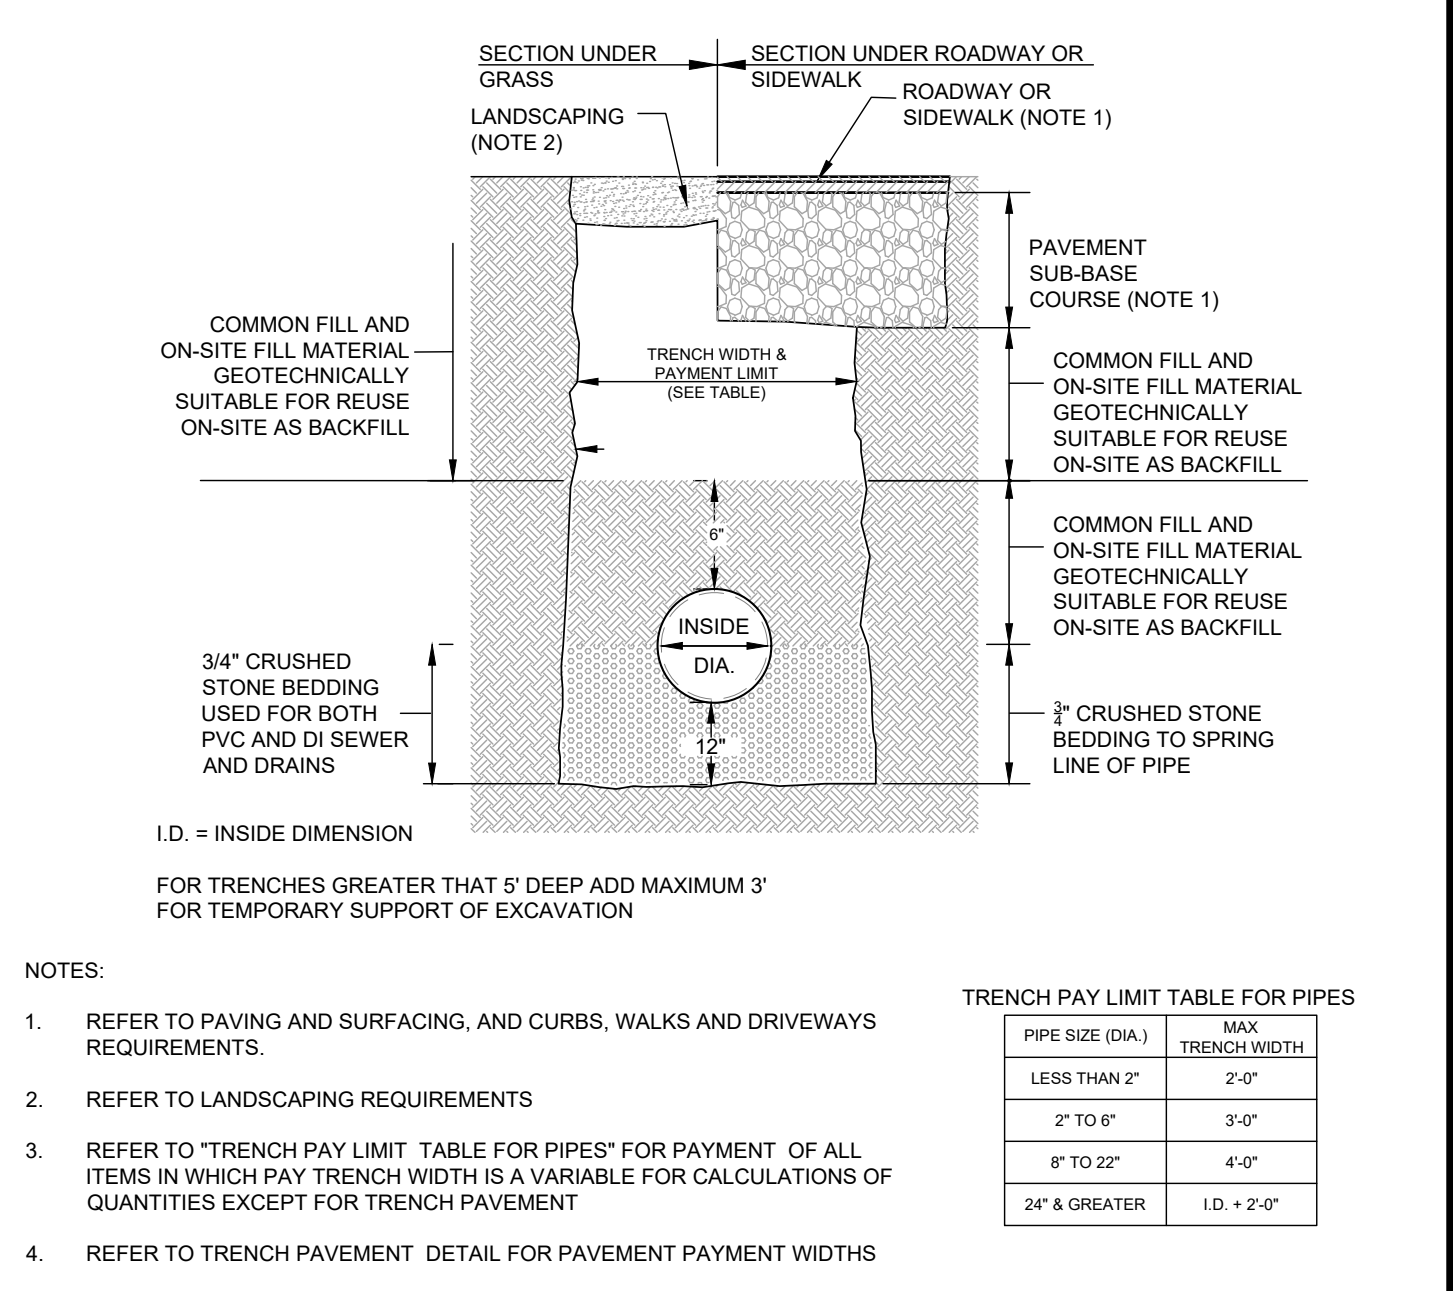 SECTION UNDER
GRASS
SECTION UNDER ROADWAY OR
SIDEWALK
LANDSCAPING
(NOTE 2)
ROADWAY OR
SIDEWALK (NOTE 1)
PAVEMENT
SUB-BASE
COURSE (NOTE 1)
COMMON FILL AND
ON-SITE FILL MATERIAL
GEOTECHNICALLY
SUITABLE FOR REUSE
ON-SITE AS BACKFILL
TRENCH WIDTH &
PAYMENT LIMIT
(SEE TABLE)
COMMON FILL AND
ON-SITE FILL MATERIAL
GEOTECHNICALLY
SUITABLE FOR REUSE
ON-SITE AS BACKFILL
6"
COMMON FILL AND
ON-SITE FILL MATERIAL
GEOTECHNICALLY
SUITABLE FOR REUSE
ON-SITE AS BACKFILL
INSIDE
DIA.
3/4" CRUSHED
STONE BEDDING
USED FOR BOTH
PVC AND DI SEWER
AND DRAINS
12"
3/4" CRUSHED STONE
BEDDING TO SPRING
LINE OF PIPE
I.D. = INSIDE DIMENSION
FOR TRENCHES GREATER THAT 5' DEEP ADD MAXIMUM 3'
FOR TEMPORARY SUPPORT OF EXCAVATION
NOTES:
1. REFER TO PAVING AND SURFACING, AND CURBS, WALKS AND DRIVEWAYS
REQUIREMENTS.
2. REFER TO LANDSCAPING REQUIREMENTS
3. REFER TO "TRENCH PAY LIMIT TABLE FOR PIPES" FOR PAYMENT OF ALL
ITEMS IN WHICH PAY TRENCH WIDTH IS A VARIABLE FOR CALCULATIONS OF
QUANTITIES EXCEPT FOR TRENCH PAVEMENT
4. REFER TO TRENCH PAVEMENT DETAIL FOR PAVEMENT PAYMENT WIDTHS
TRENCH PAY LIMIT TABLE FOR PIPES
PIPE SIZE (DIA.) MAX
TRENCH WIDTH
LESS THAN 2" 2'-0"
2" TO 6" 3'-0"
8" TO 22" 4'-0"
24" & GREATER I.D. + 2'-0"